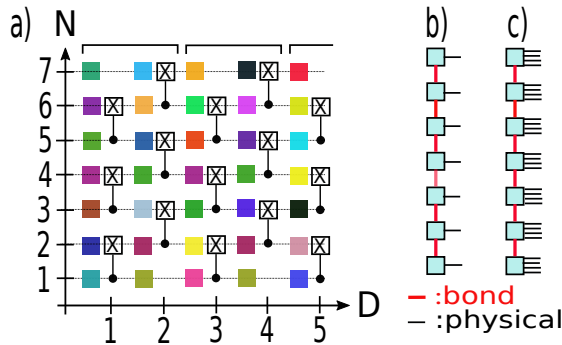 a) N b) c)
7 X X
6 X X X
5 X X
4 X X X
3 X X
2 X X X
1
D
1 2 3 4 5
— :bond
— :physical